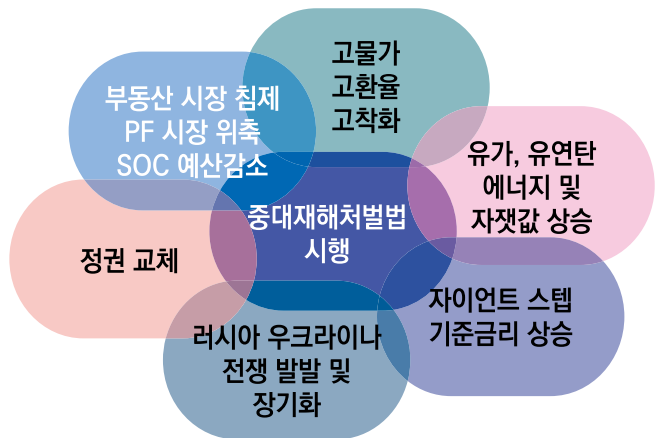 고물가
고환율
고착화
부동산 시장 침제
PF 시장 위축
SOC 예산감소
유가, 유연탄
에너지 및
자잿값 상승
중대재해처벌법
시행
정권 교체
자이언트 스텝
기준금리 상승
러시아 우크라이나
전쟁 발발 및
장기화